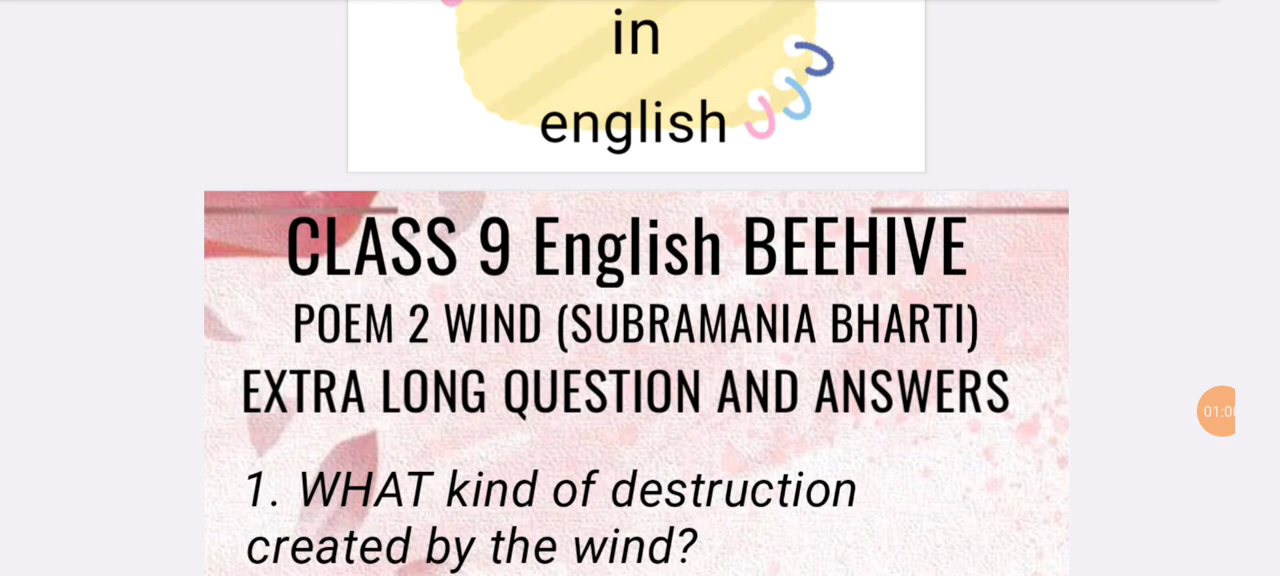 in
english
CLASS 9 English BEEHIVE
POEM 2 WIND (SUBRAMANIA BHARTI)
EXTRA LONG QUESTION AND ANSWERS
1. WHAT kind of destruction
created by the wind?